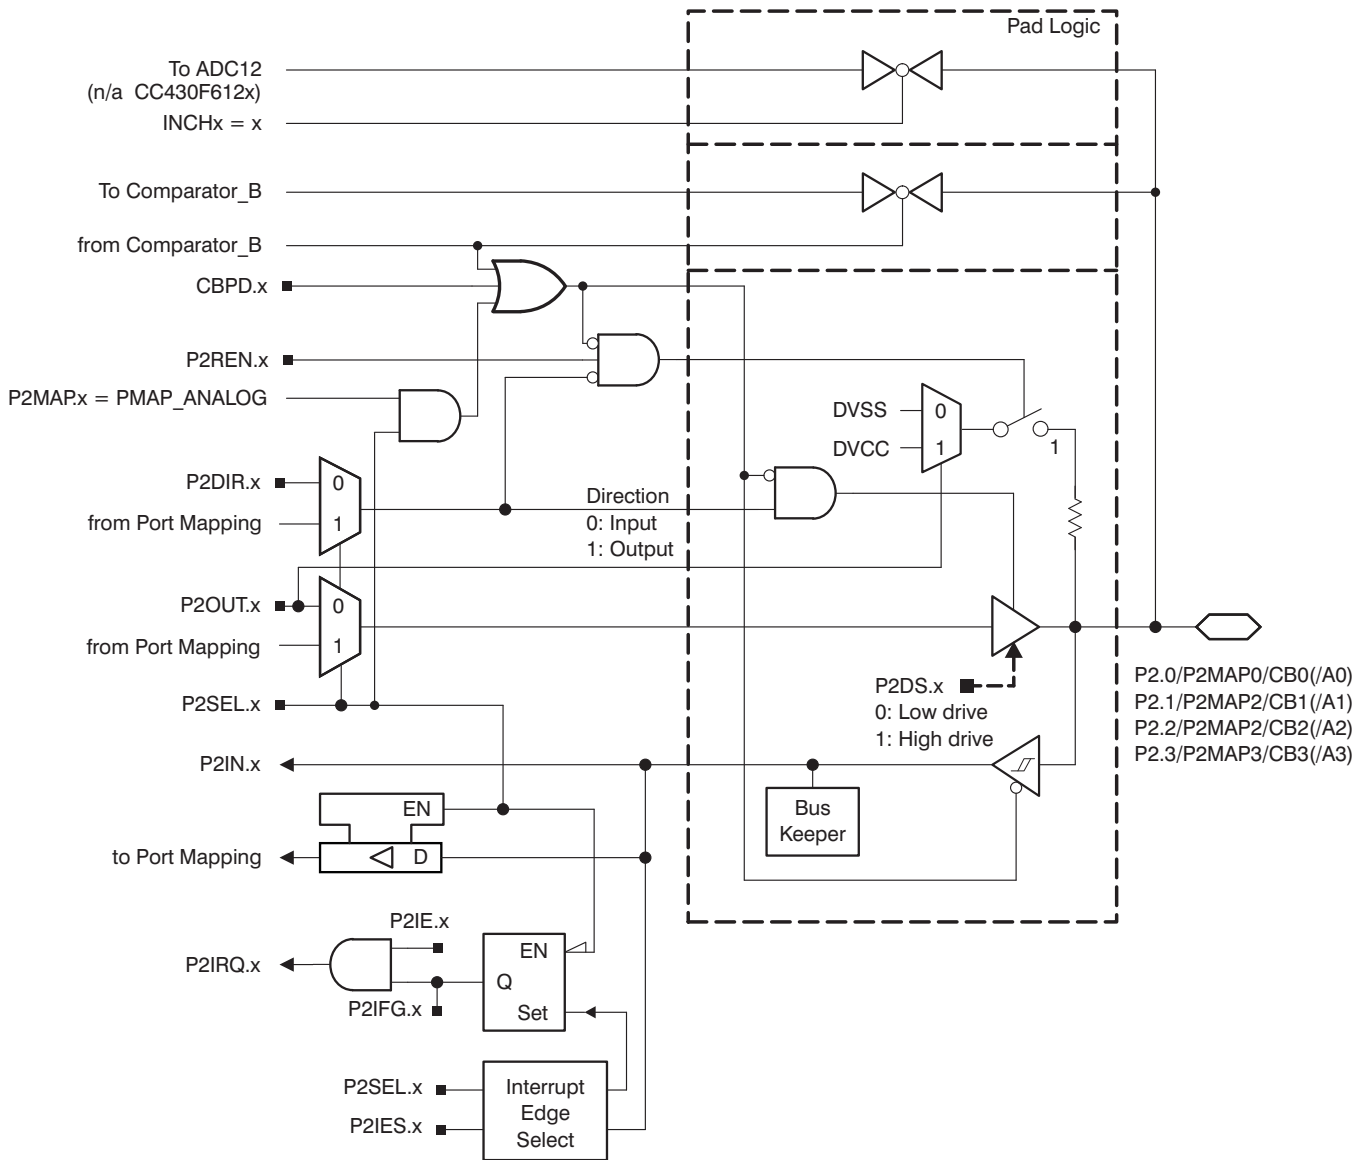 Pad Logic
To ADC12
(n/a CC430F612x)
INCHx = x
To Comparator_B
from Comparator_B
CBPD.x
P2REN.x
P2MAP.x = PMAP_ANALOG
DVSS
0
DVCC
1
1
P2DIR.x
0
from Port Mapping
1
Direction
0: Input
1: Output
P2OUT.x
0
from Port Mapping
1
P2SEL.x
P2DS.x
0: Low drive
1: High drive
P2.0/P2MAP0/CB0(/A0)
P2.1/P2MAP2/CB1(/A1)
P2.2/P2MAP2/CB2(/A2)
P2.3/P2MAP3/CB3(/A3)
P2IN.x
Bus
Keeper
EN
to Port Mapping
D
P2IE.x
P2IRQ.x
EN
Q
P2IFG.x
Set
P2SEL.x
P2IES.x
Interrupt
Edge
Select